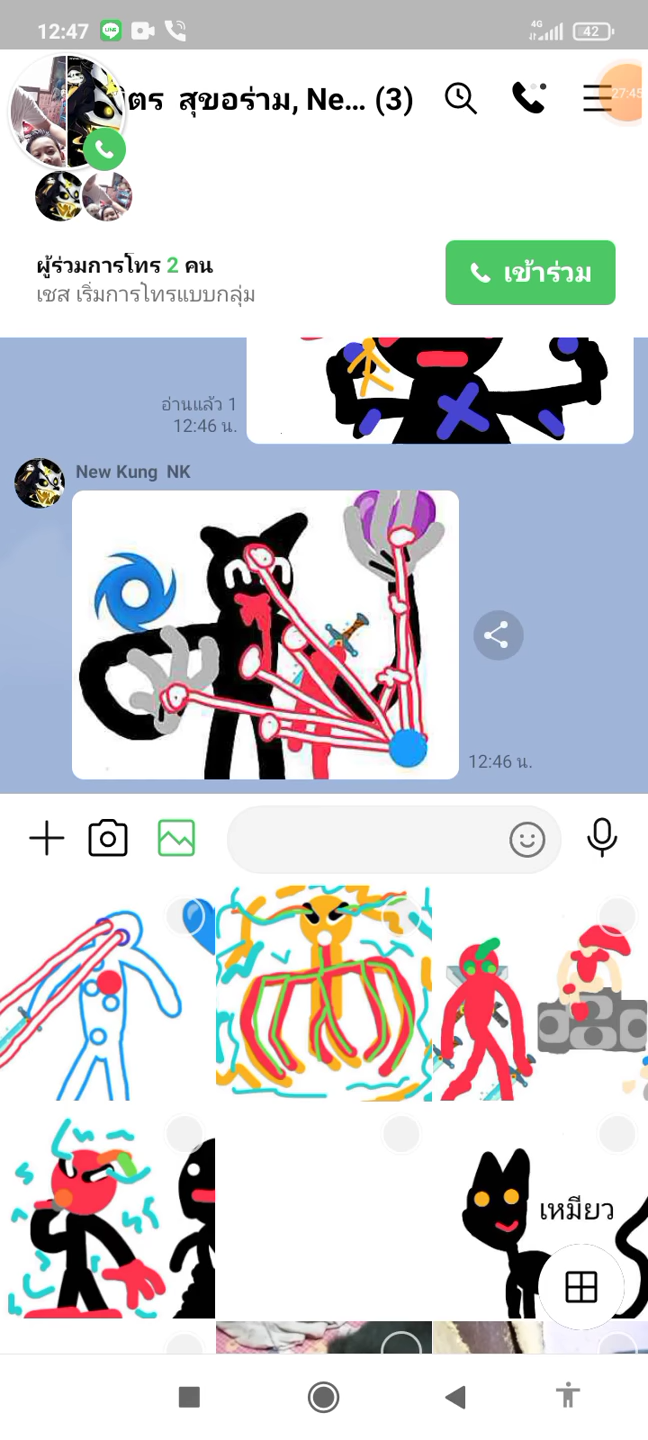 12:47
LINE
4G
42
ิตร สุขอร่าม, Ne... (3)
27:45
ผู้ร่วมการโทร 2 คน
เชส เริ่มการโทรแบบกลุ่ม
เข้าร่วม
อ่านแล้ว 1
12:46 น.
New Kung NK
12:46 น.
เหมียว